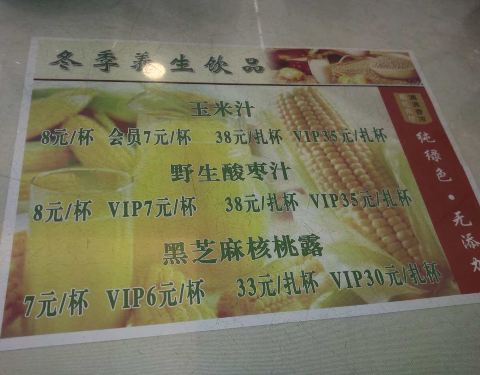 冬季养生饮品
玉米汁
8元/杯 会员7元/杯 38元/扎杯 VIP35元/扎杯
野生酸枣汁
8元/杯 VIP7元/杯 38元/扎杯 VIP35元/扎杯
黑芝麻核桃露
7元/杯 VIP6元/杯 33元/扎杯 VIP30元/扎杯
纯绿色·无添加